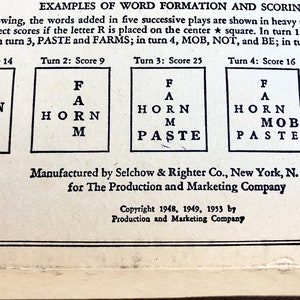 EXAMPLES OF WORD FORMATION AND SCORIN
owing, the words added in five successive plays are shown in heavy
ect scores if the letter R is placed on the center ★ square. In turn 1
n turn 3, PASTE and FARMS; in turn 4, MOB, NOT, and BE; in
N
Turn 2: Score 9
F
A
HORN
M
Turn 3: Score 25
F
A
HORN
M
PASTE
Turn 4: Score 16
F
A
HORN
MOB
PASTE
Manufactured by Selchow & Righter Co., New York, N.
for The Production and Marketing Company
Copyright 1948, 1949, 1953 by
Production and Marketing Company